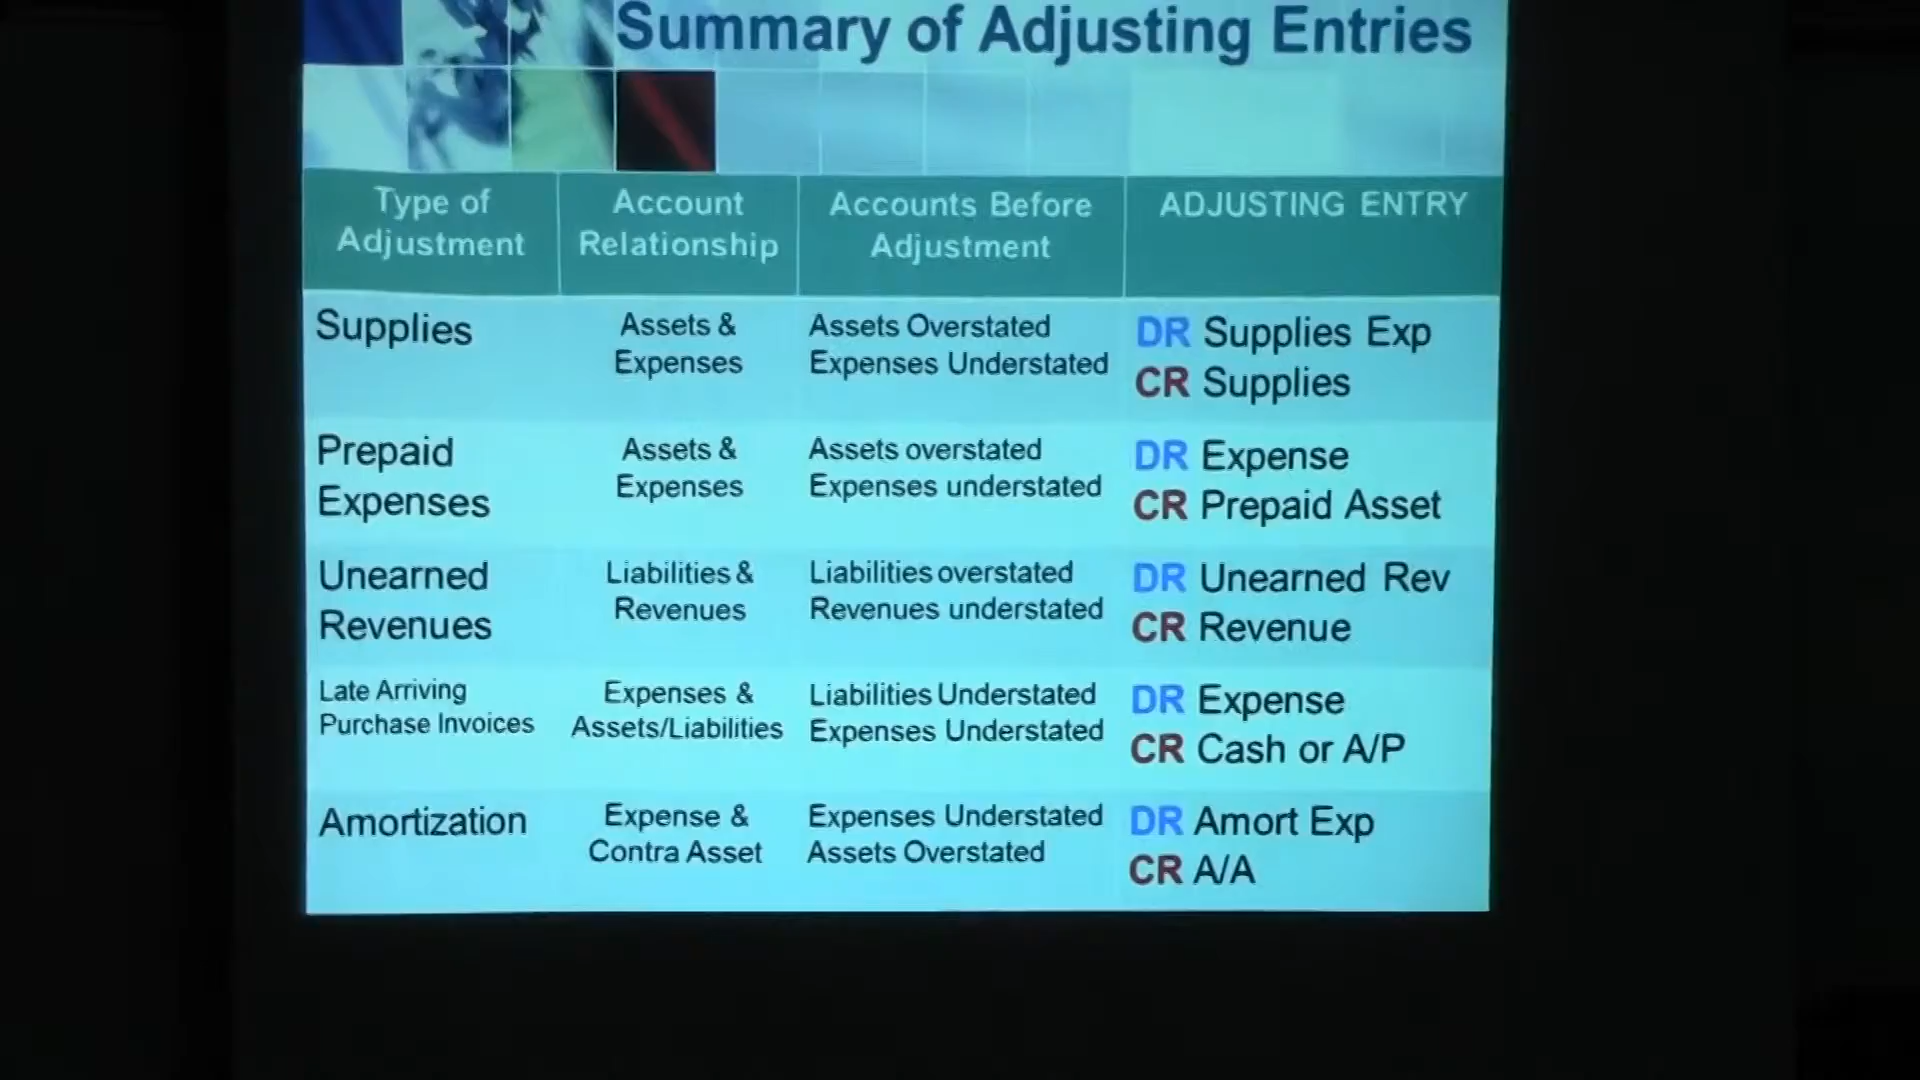 Summary of Adjusting Entries
Type of
Adjustment
Account
Relationship
Accounts Before
Adjustment
ADJUSTING ENTRY
Supplies
Assets &
Expenses
Assets Overstated
Expenses Understated
DR Supplies Exp
CR Supplies
Prepaid
Expenses
Assets &
Expenses
Assets overstated
Expenses understated
DR Expense
CR Prepaid Asset
Unearned
Revenues
Liabilities &
Revenues
Liabilities overstated
Revenues understated
DR Unearned Rev
CR Revenue
Late Arriving
Purchase Invoices
Expenses &
Assets/Liabilities
Liabilities Understated
Expenses Understated
DR Expense
CR Cash or A/P
Amortization
Expense &
Contra Asset
Expenses Understated
Assets Overstated
DR Amort Exp
CR A/A